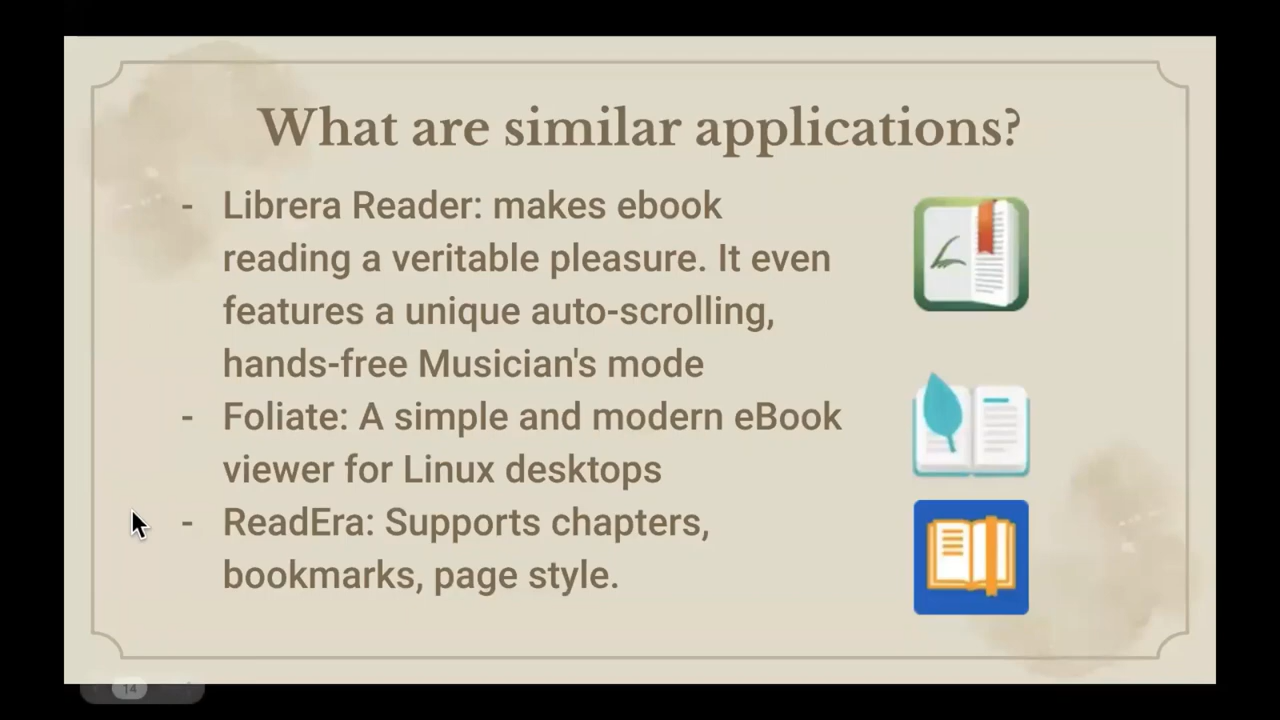 What are similar applications?
- Librera Reader: makes ebook
reading a veritable pleasure. It even
features a unique auto-scrolling,
hands-free Musician's mode
- Foliate: A simple and modern eBook
viewer for Linux desktops
- ReadEra: Supports chapters,
bookmarks, page style.
14